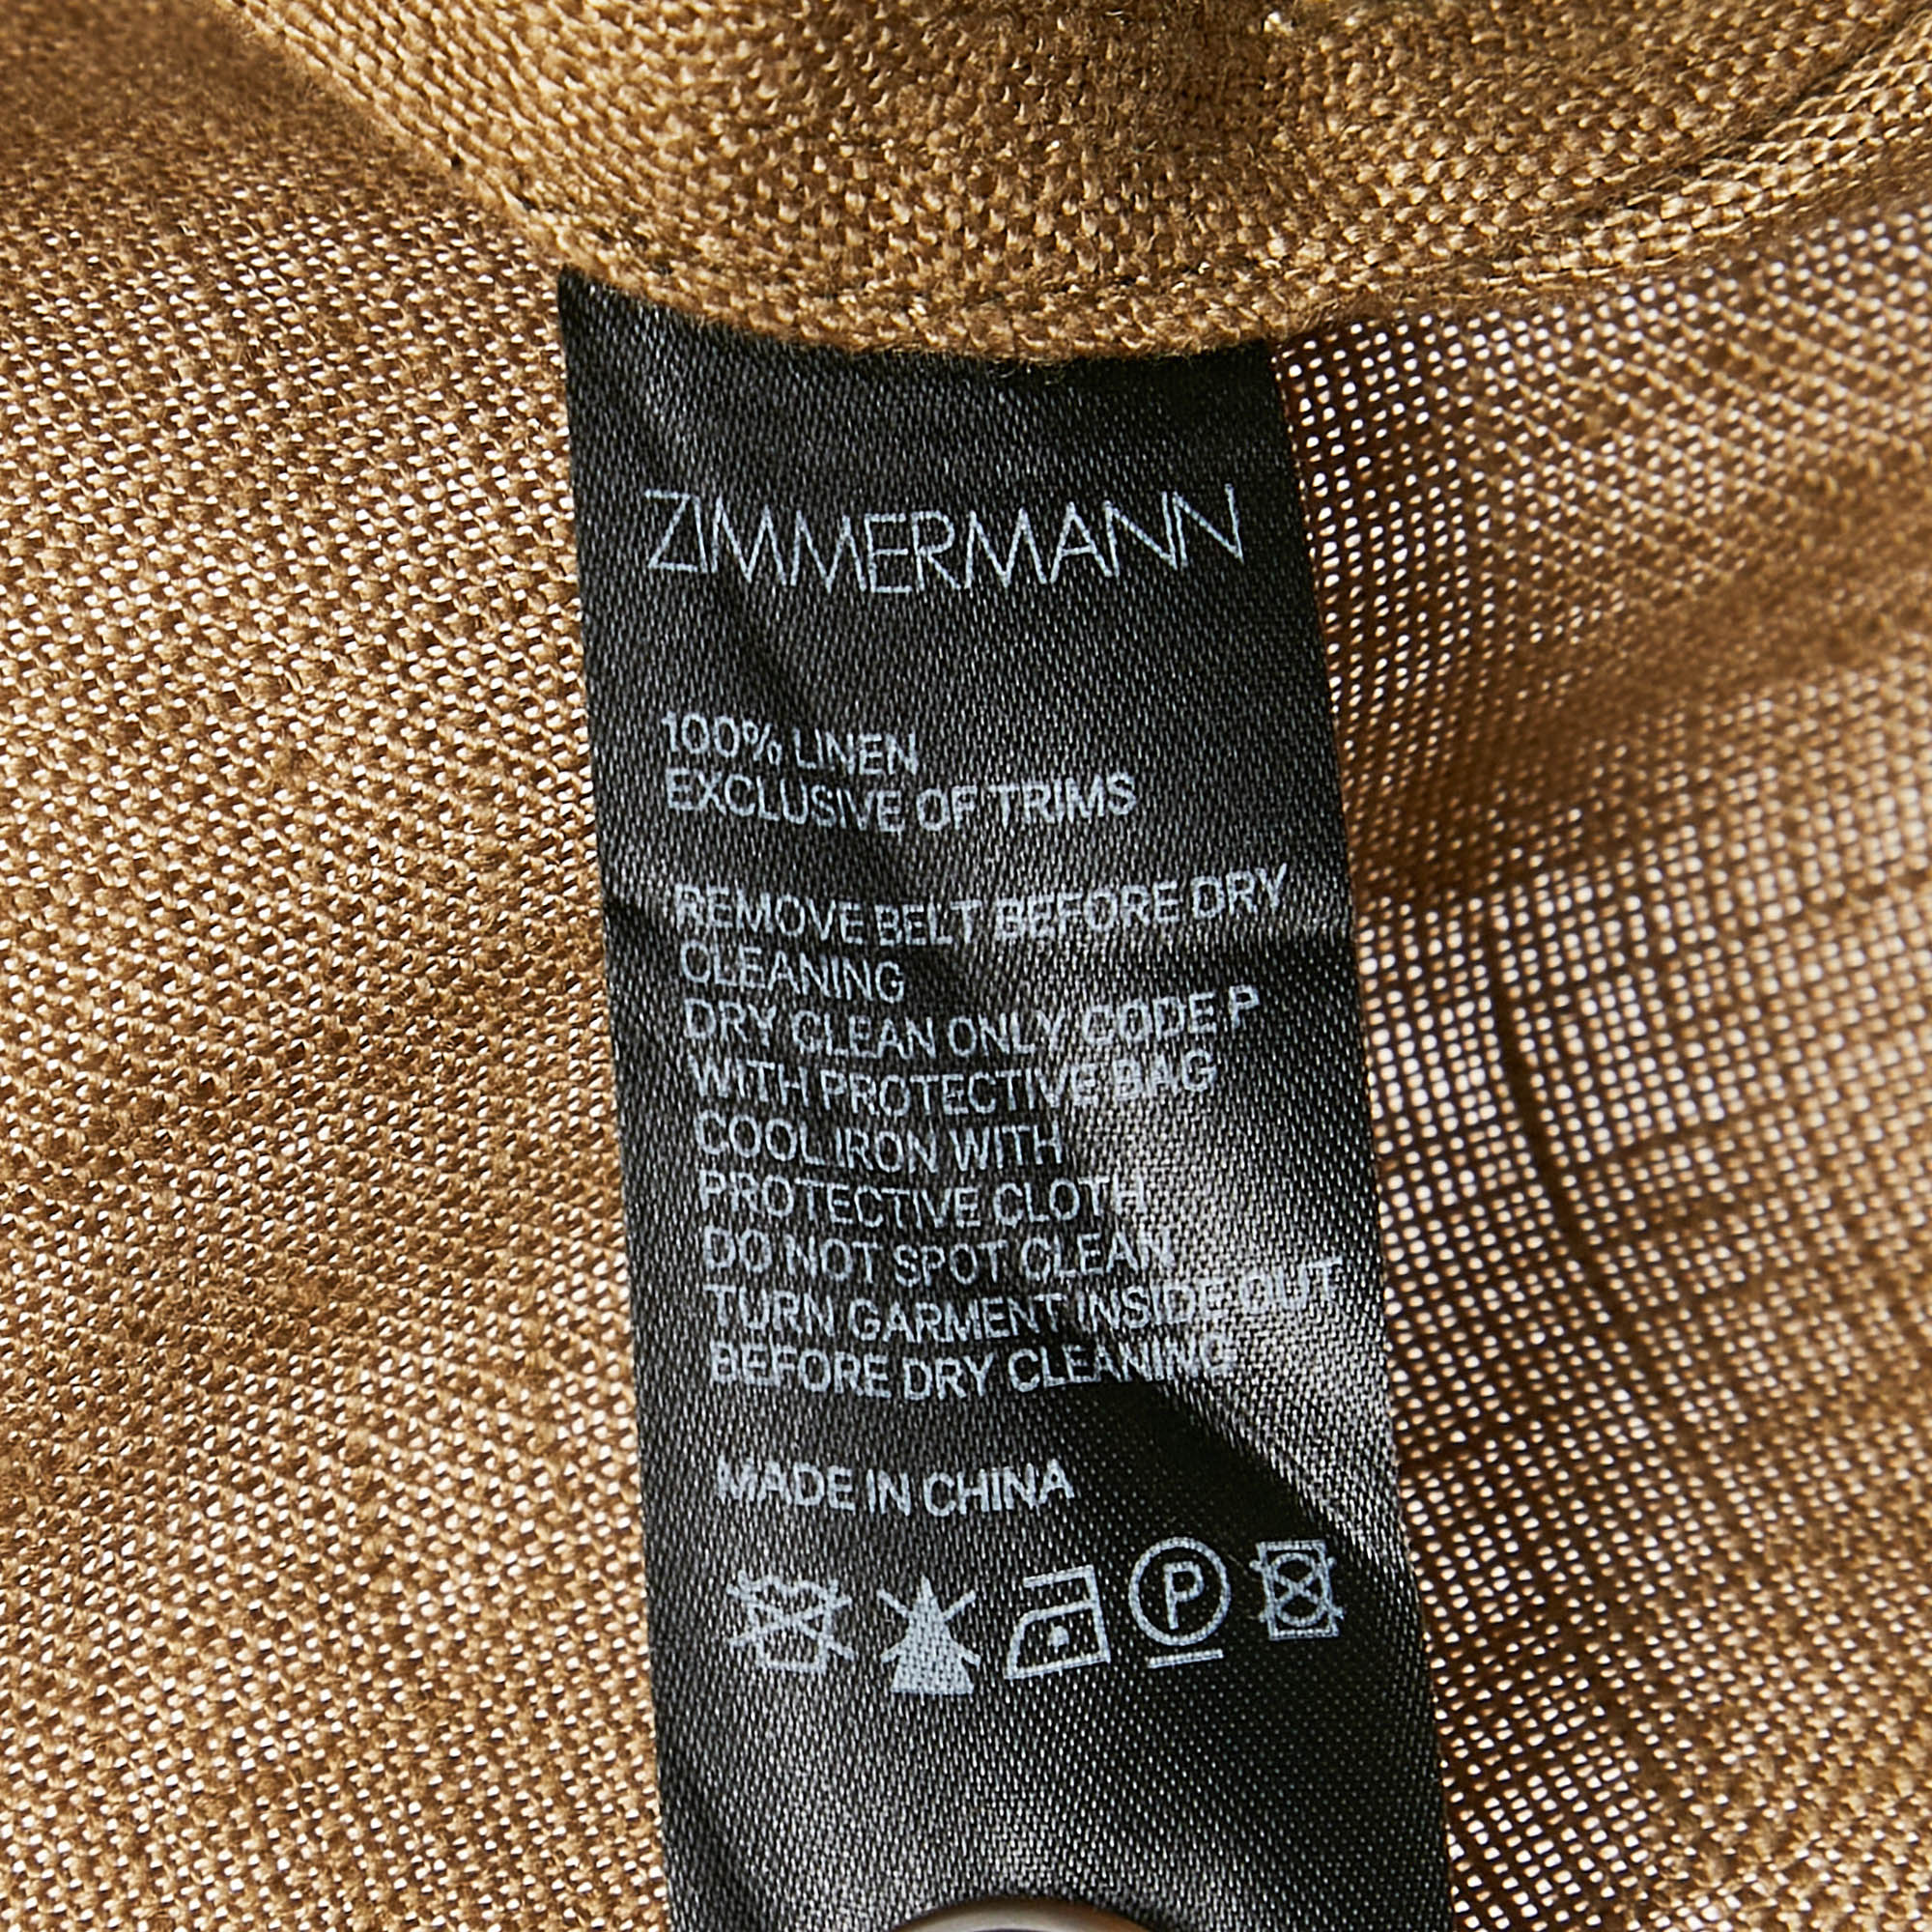 ZIMMERMANN
100% LINEN
EXCLUSIVE OF TRIMS
REMOVE BELT BEFORE DRY
CLEANING
DRY CLEAN ONLY CODE P
WITH PROTECTIVE BAG
COOL IRON WITH
PROTECTIVE CLOTH
DO NOT SPOT CLEAN
TURN GARMENT INSIDE OUT
BEFORE DRY CLEANING
MADE IN CHINA
P